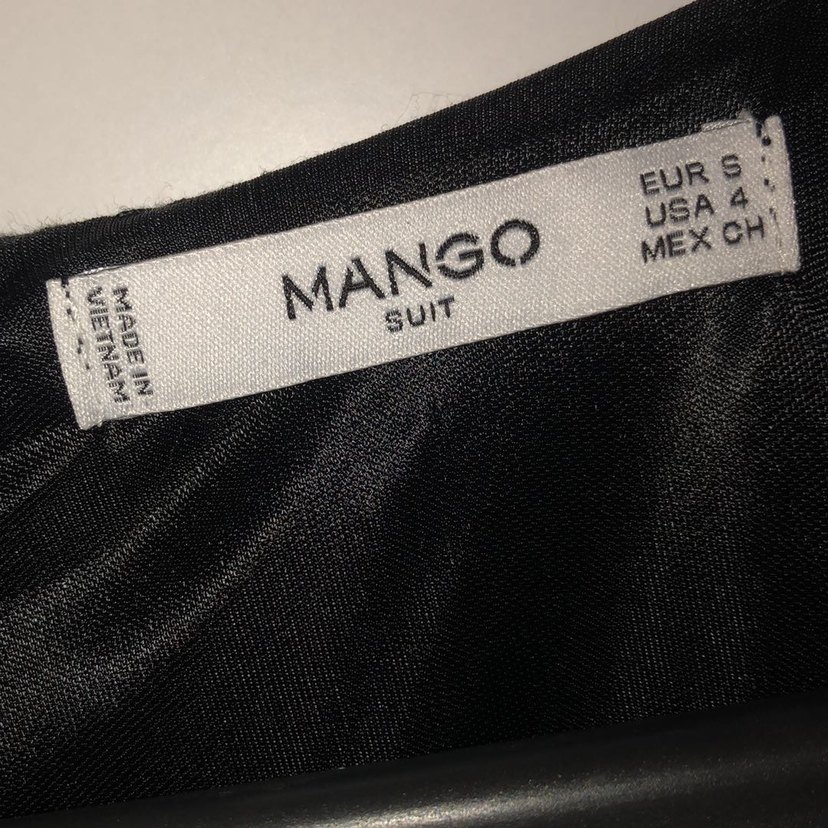 MADE IN
VIETNAM
MANGO
SUIT
EUR S
USA 4
MEX CH